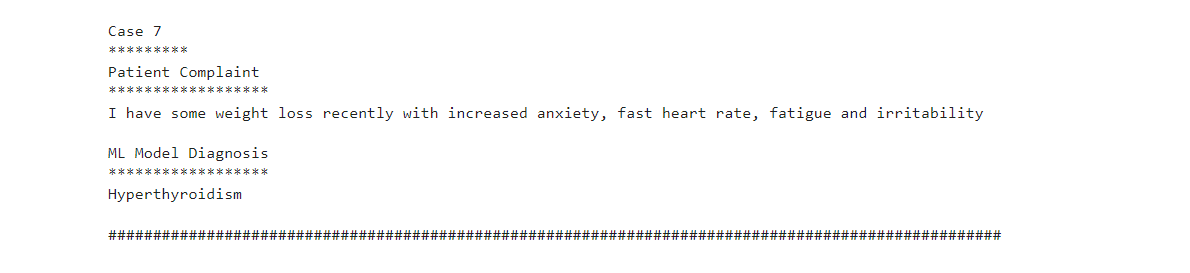 Case 7
*********
Patient Complaint
******************
I have some weight loss recently with increased anxiety, fast heart rate, fatigue and irritability
ML Model Diagnosis
******************
Hyperthyroidism
####################################################################################################